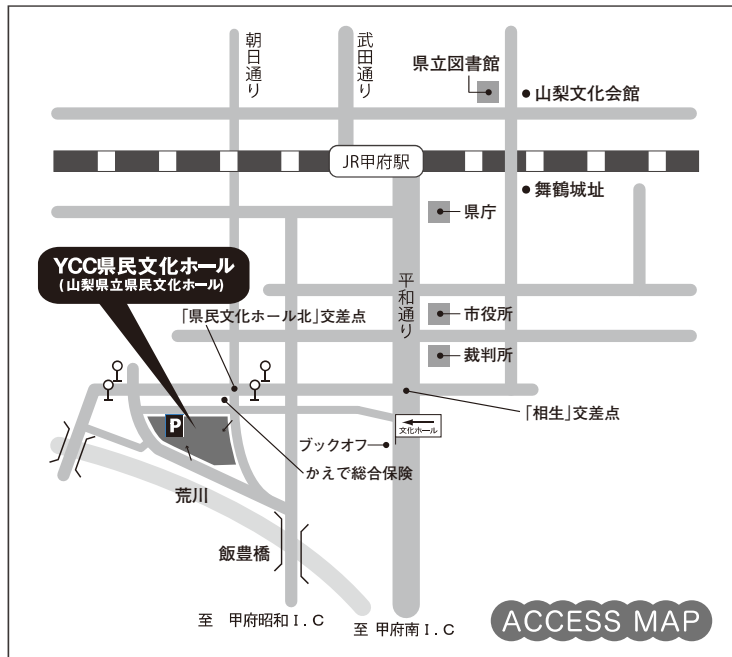 朝日通り
武田通り
県立図書館
山梨文化会館
JR甲府駅
舞鶴城址
県庁
YCC県民文化ホール
(山梨県立県民文化ホール)
平和通り
「県民文化ホール北」交差点
市役所
裁判所
「相生」交差点
P
文化ホール
ブックオフ
かえで総合保険
荒川
飯豊橋
至 甲府昭和I.C
至 甲府南I.C
ACCESS MAP